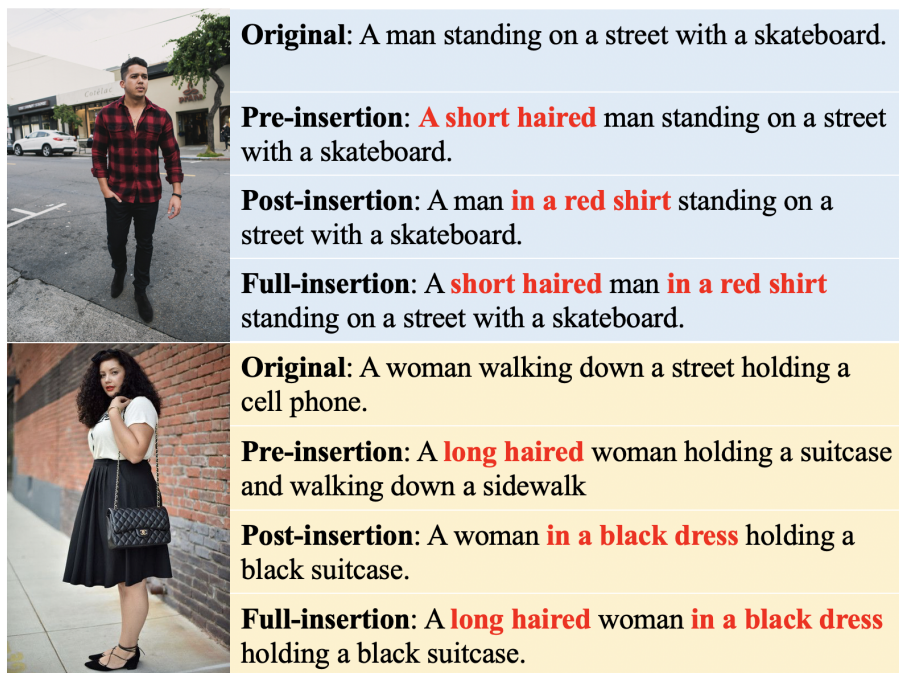 Original: A man standing on a street with a skateboard.
Pre-insertion: A short haired man standing on a street
with a skateboard.
Post-insertion: A man in a red shirt standing on a
street with a skateboard.
Full-insertion: A short haired man in a red shirt
standing on a street with a skateboard.
Original: A woman walking down a street holding a
cell phone.
Pre-insertion: A long haired woman holding a suitcase
and walking down a sidewalk
Post-insertion: A woman in a black dress holding a
black suitcase.
Full-insertion: A long haired woman in a black dress
holding a black suitcase.